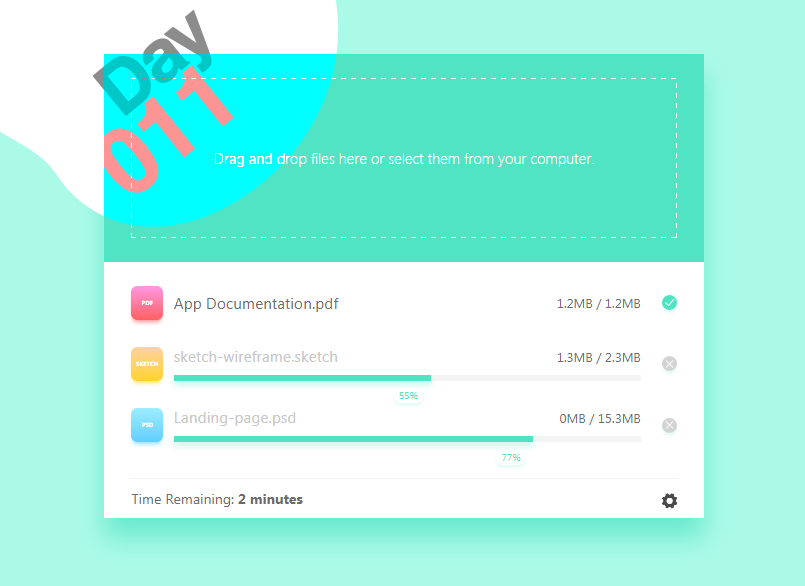 Day
011
Drag and drop files here or select them from your computer.
PDF
App Documentation.pdf
1.2MB / 1.2MB
SKETCH
sketch-wireframe.sketch
1.3MB / 2.3MB
55%
PSD
Landing-page.psd
0MB / 15.3MB
77%
Time Remaining: 2 minutes